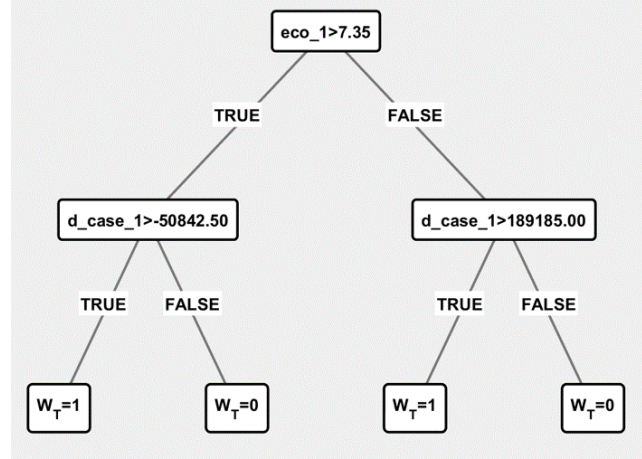 eco_1>7.35
TRUE
FALSE
d_case_1>-50842.50
d_case_1>189185.00
TRUE
FALSE
TRUE
FALSE
W_T=1
W_T=0
W_T=1
W_T=0